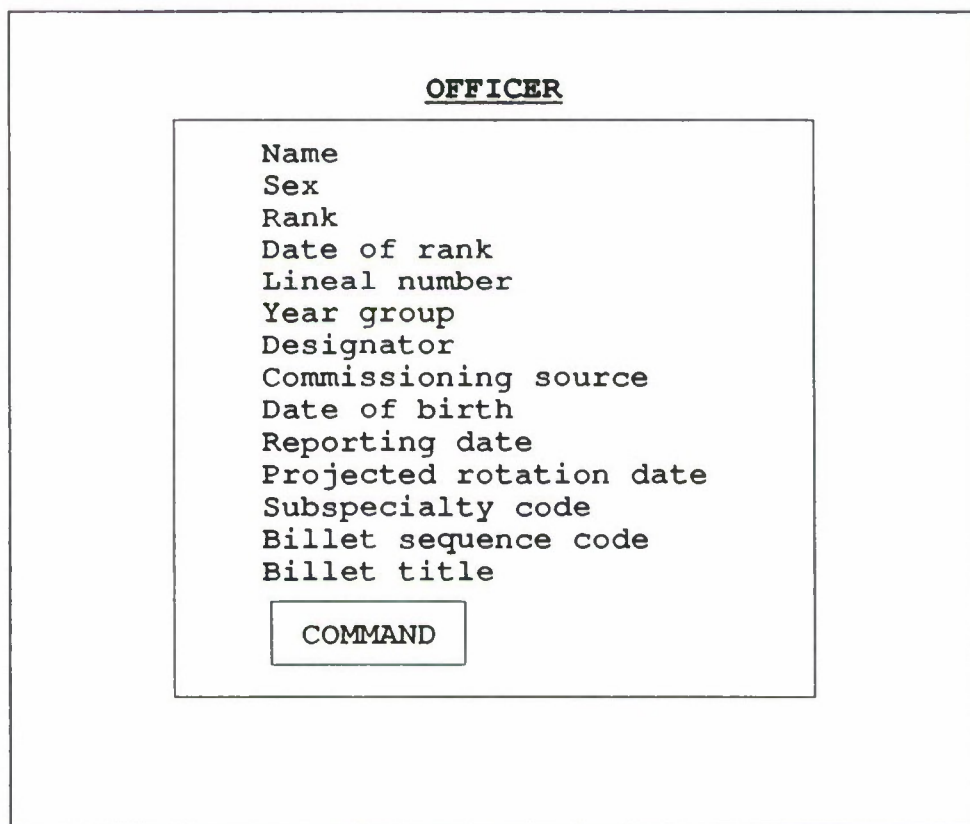 OFFICER
Name
Sex
Rank
Date of rank
Lineal number
Year group
Designator
Commissioning source
Date of birth
Reporting date
Projected rotation date
Subspecialty code
Billet sequence code
Billet title
COMMAND